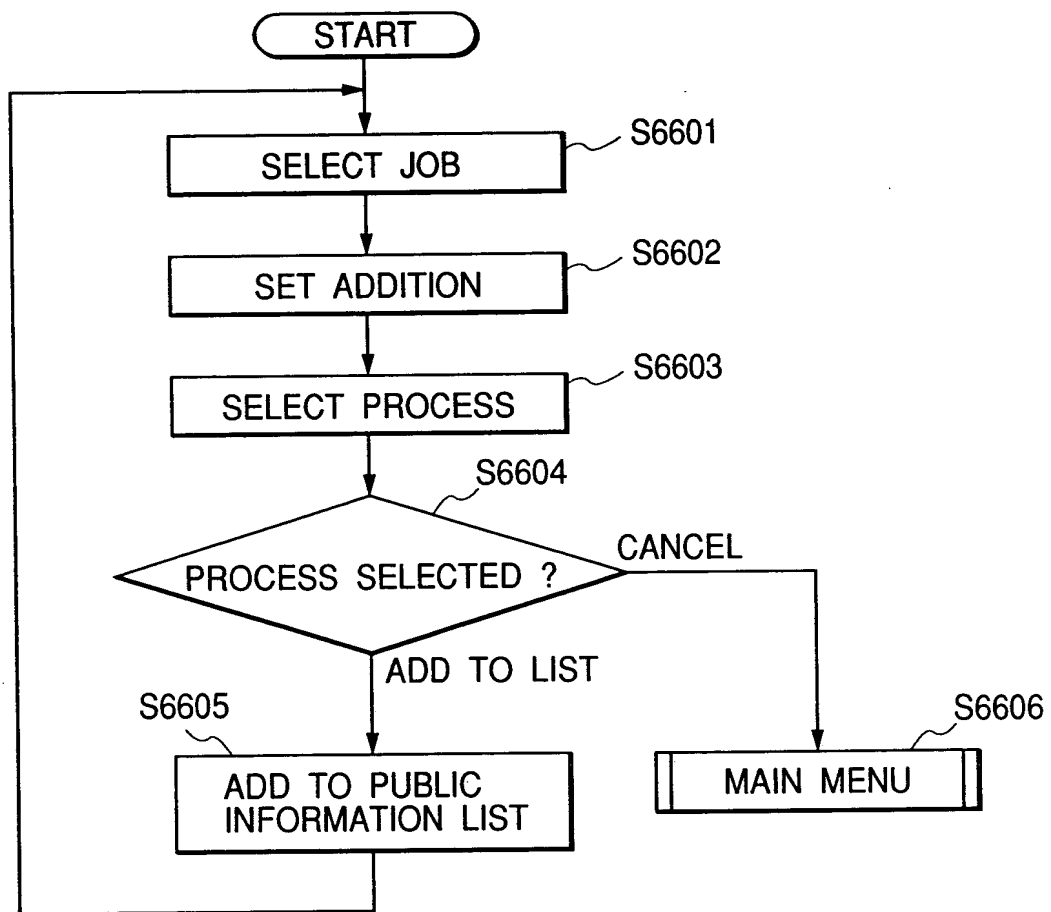 START
SELECT JOB
S6601
SET ADDITION
S6602
SELECT PROCESS
S6603
S6604
PROCESS SELECTED ?
CANCEL
ADD TO LIST
S6605
ADD TO PUBLIC
INFORMATION LIST
S6606
MAIN MENU